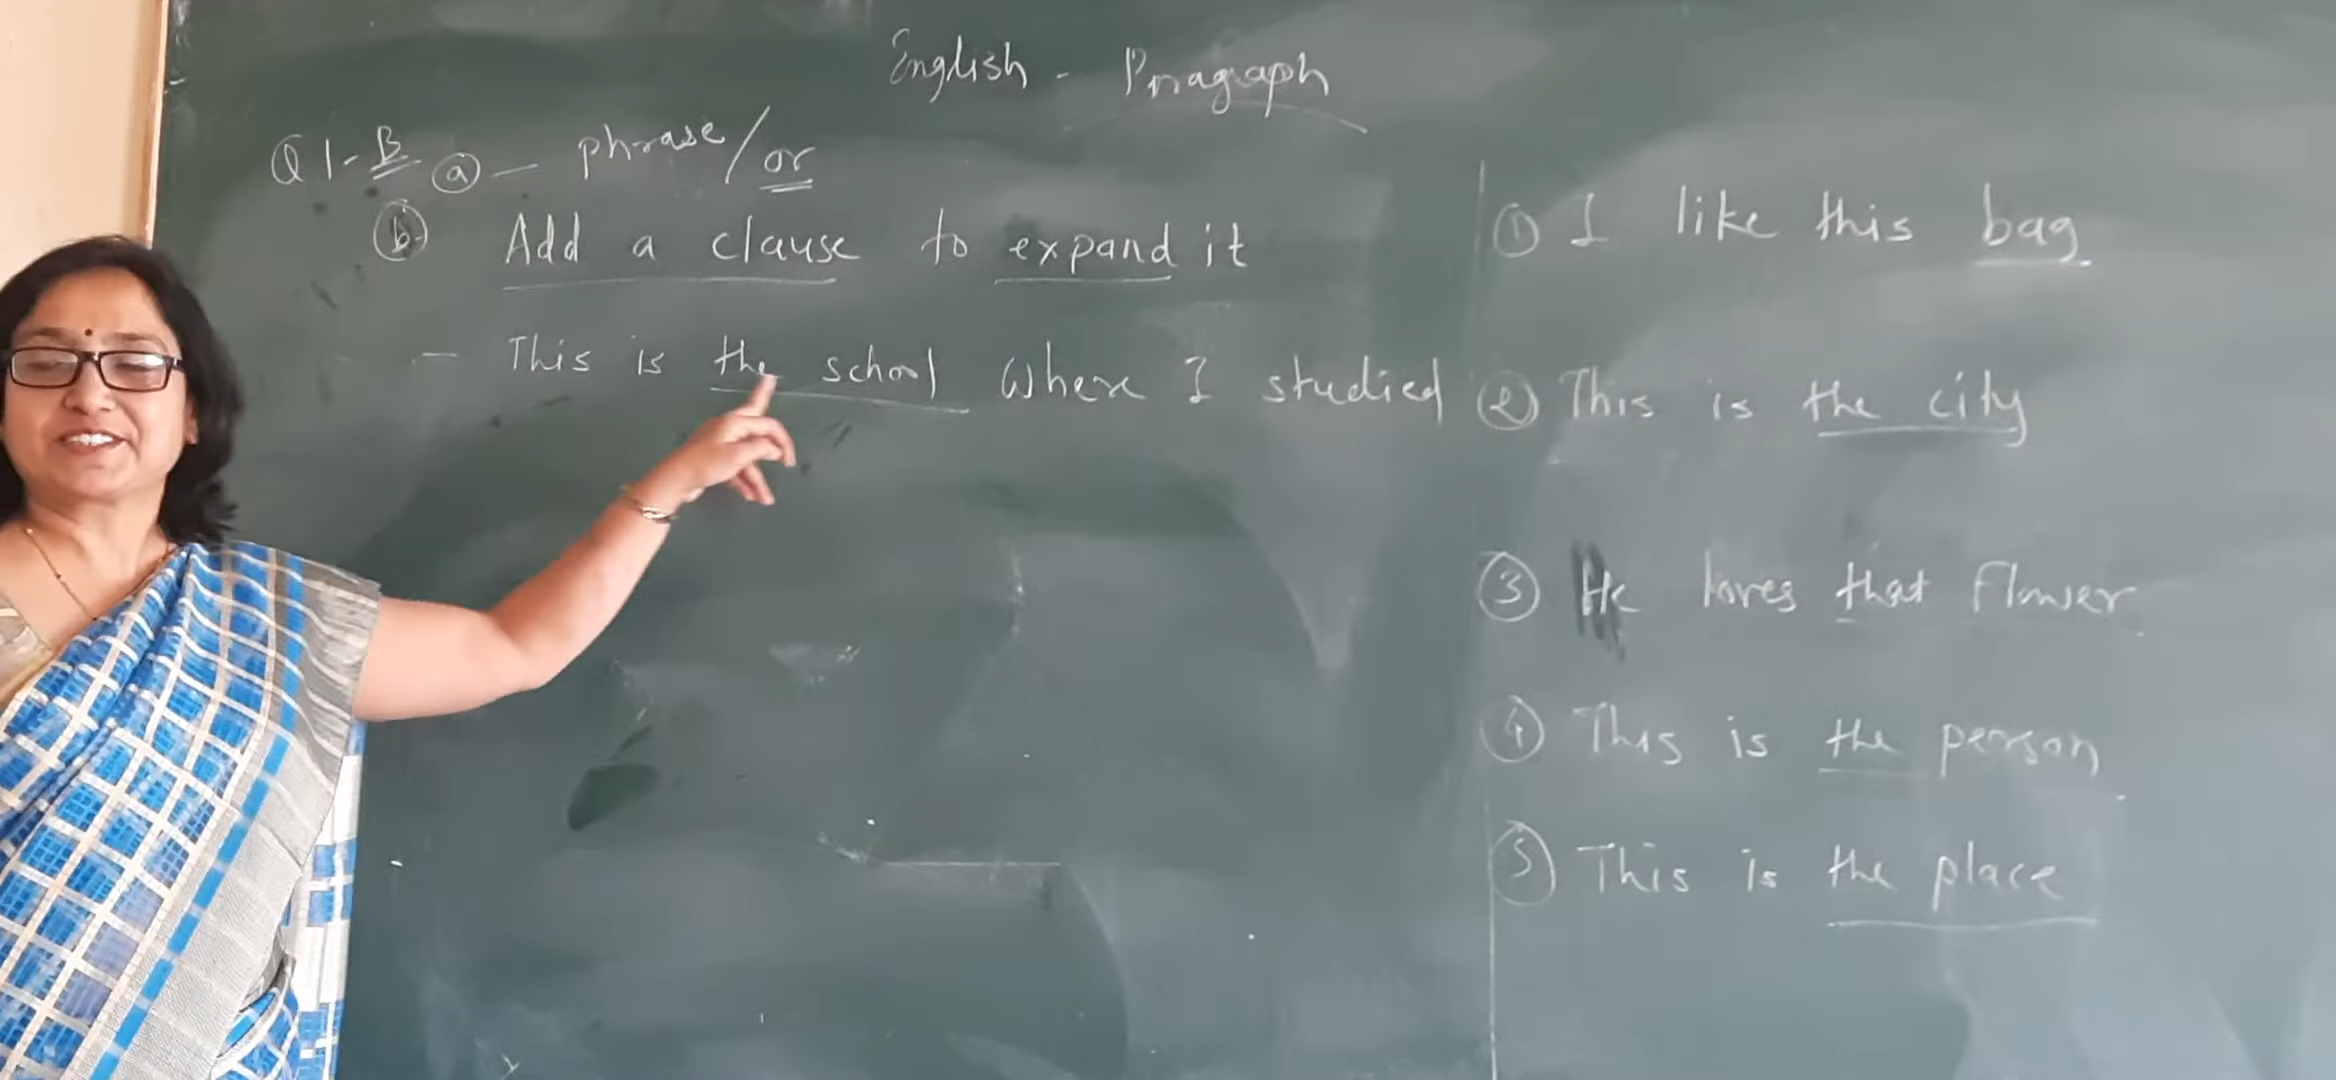 English - Pragraph
Q1-B (a) - phrase/or
(b) Add a clause to expand it
- This is the school where I studied
(1) I like this bag.
(2) This is the city
(3) He loves that flower
(4) This is the person
(5) This is the place